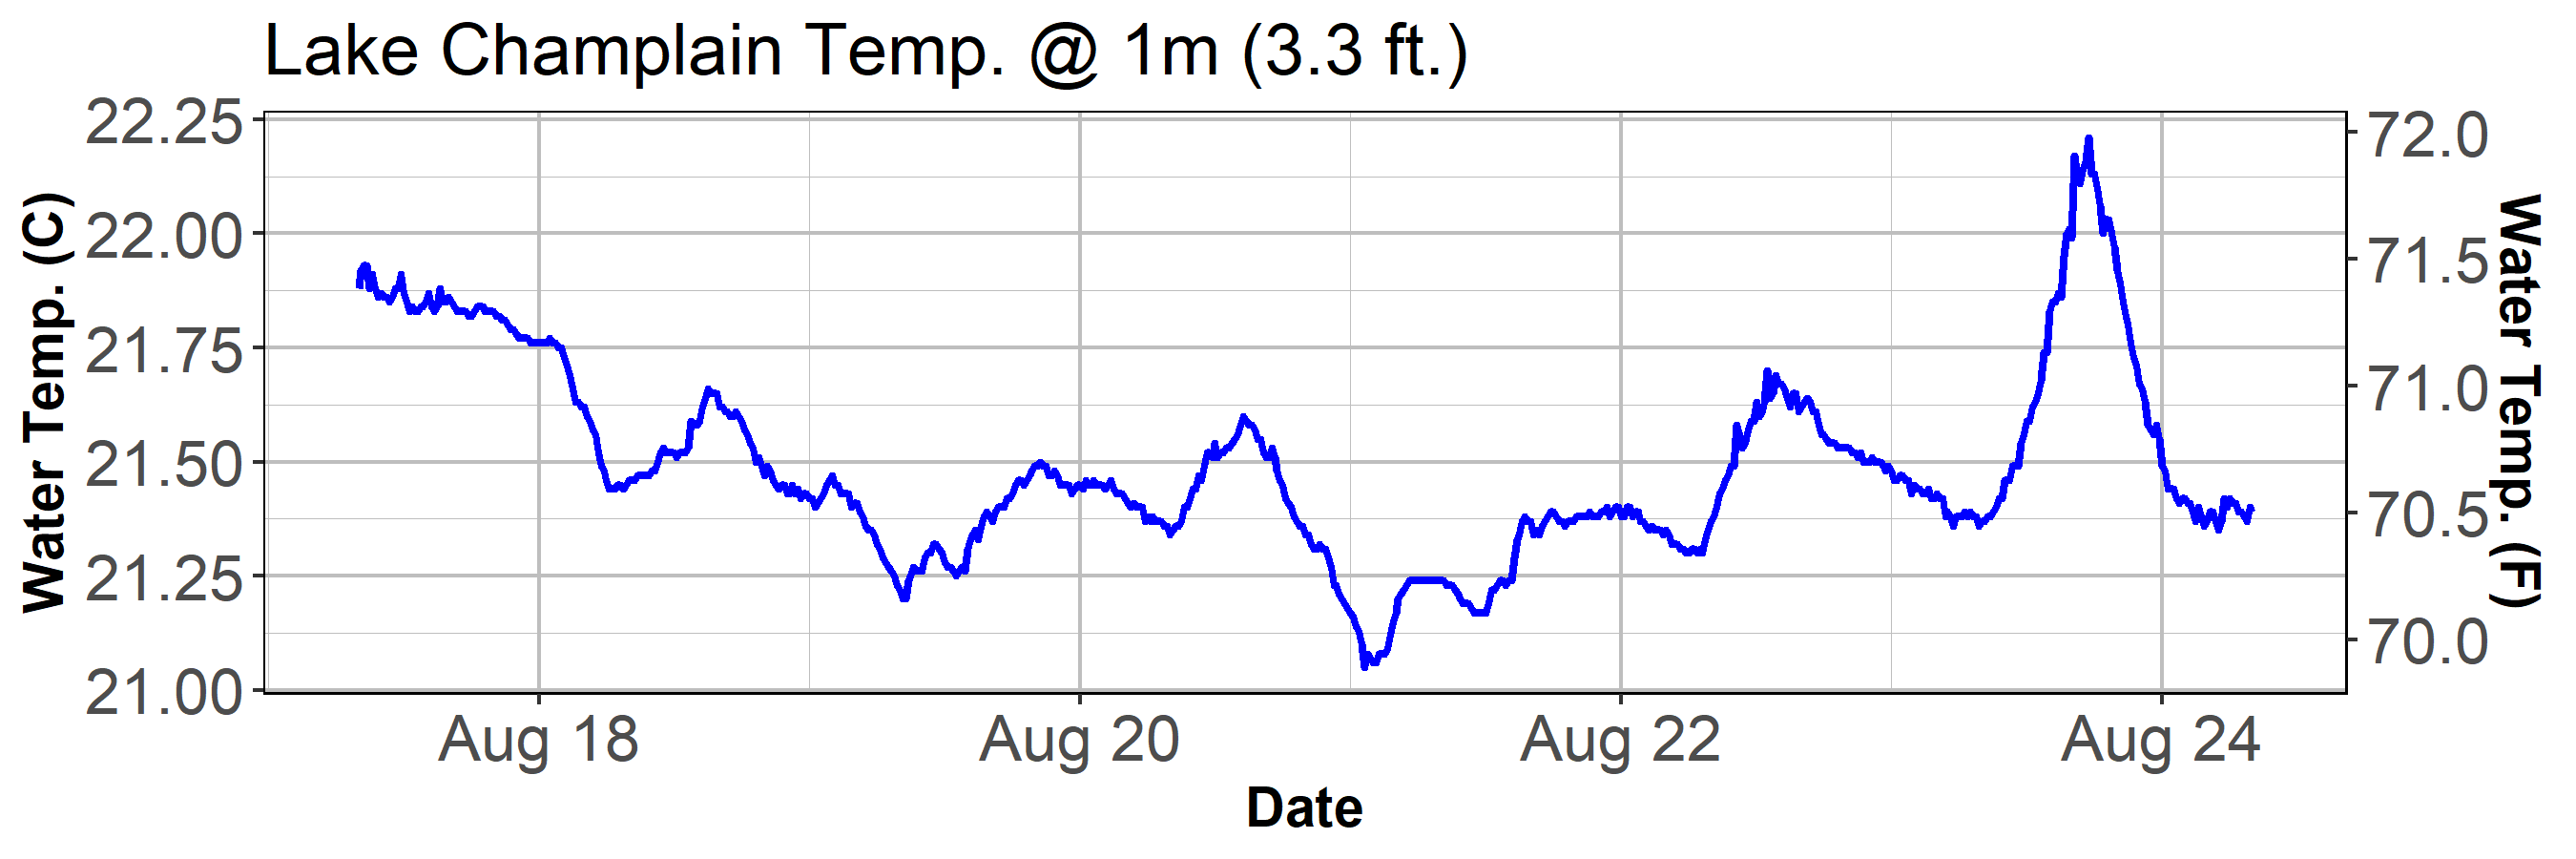 Lake Champlain Temp. @ 1m (3.3 ft.)
Water Temp. (C)
22.25
22.00
21.75
21.50
21.25
21.00
72.0
71.5
71.0
70.5
70.0
Water Temp. (F)
Aug 18
Aug 20
Aug 22
Aug 24
Date